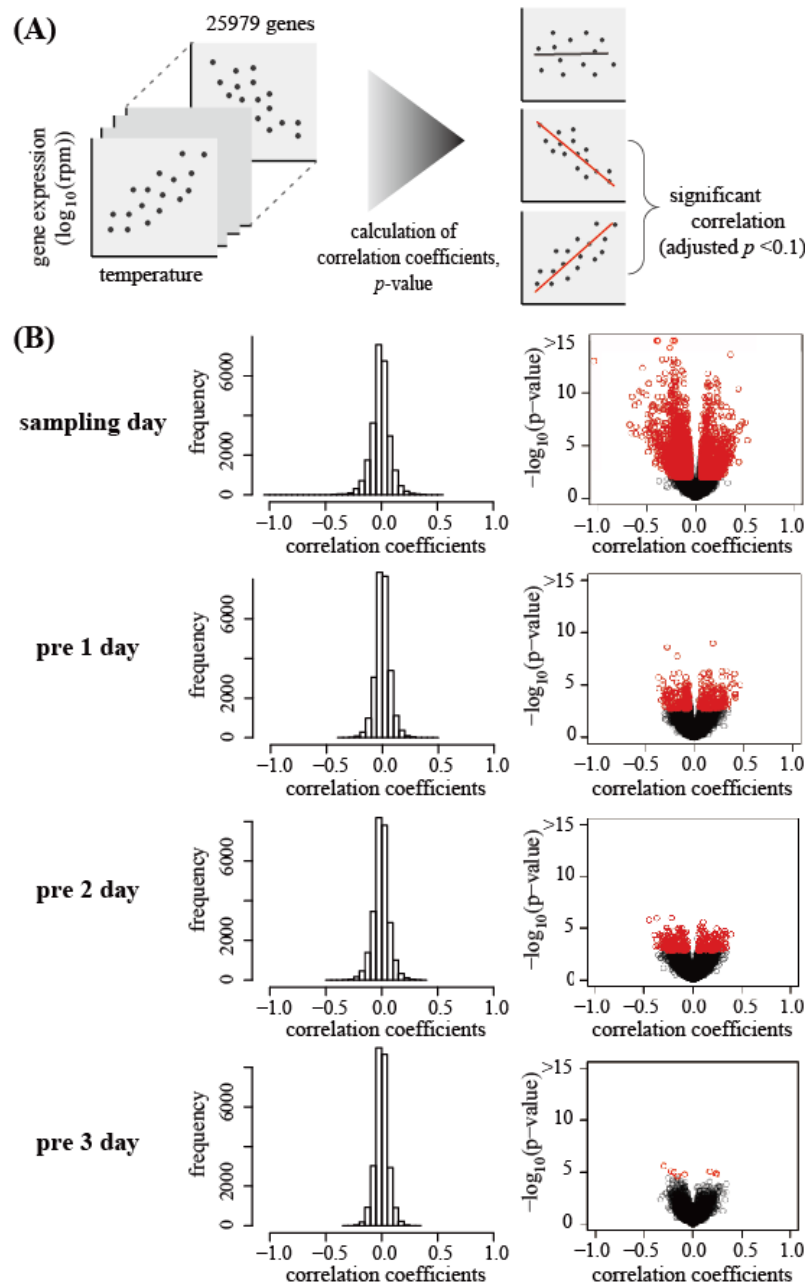 (A)
25979 genes
gene expression
(log10(rpm))
temperature
calculation of
correlation coefficients,
p-value
significant
correlation
(adjusted p <0.1)
(B)
sampling day
frequency
0 2000 6000
−1.0 −0.5 0.0 0.5 1.0
correlation coefficients
−log10(p−value)
0 5 10 >15
−1.0 −0.5 0.0 0.5 1.0
correlation coefficients
pre 1 day
frequency
0 2000 6000
−1.0 −0.5 0.0 0.5 1.0
correlation coefficients
−log10(p−value)
0 5 10 >15
−1.0 −0.5 0.0 0.5 1.0
correlation coefficients
pre 2 day
frequency
0 2000 6000
−1.0 −0.5 0.0 0.5 1.0
correlation coefficients
−log10(p−value)
0 5 10 >15
−1.0 −0.5 0.0 0.5 1.0
correlation coefficients
pre 3 day
frequency
0 2000 6000
−1.0 −0.5 0.0 0.5 1.0
correlation coefficients
−log10(p−value)
0 5 10 >15
−1.0 −0.5 0.0 0.5 1.0
correlation coefficients